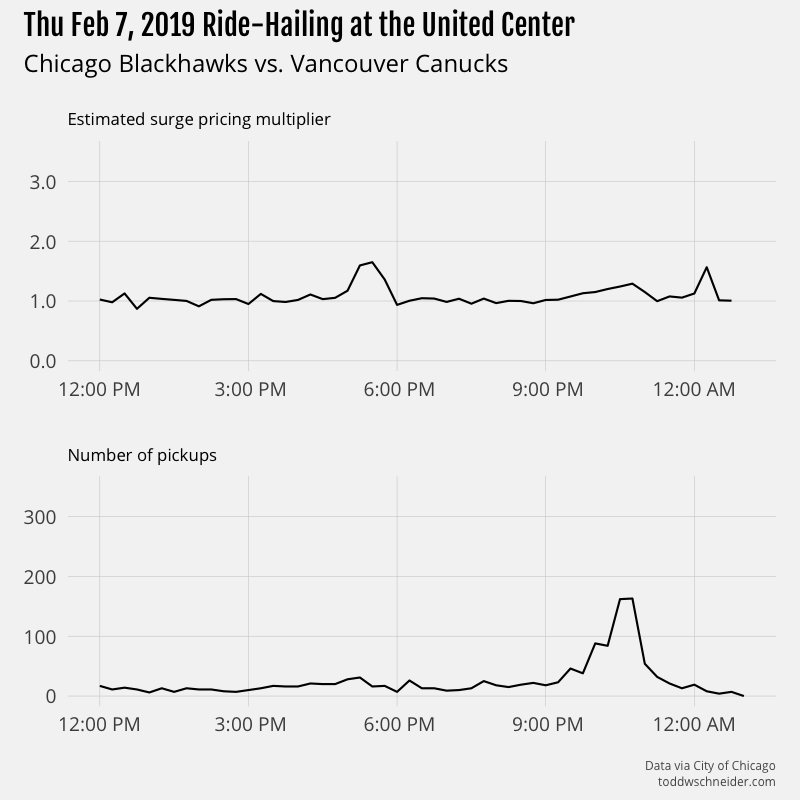 Thu Feb 7, 2019 Ride-Hailing at the United Center
Chicago Blackhawks vs. Vancouver Canucks
Estimated surge pricing multiplier
3.0
2.0
1.0
0.0
12:00 PM 3:00 PM 6:00 PM 9:00 PM 12:00 AM
Number of pickups
300
200
100
0
12:00 PM 3:00 PM 6:00 PM 9:00 PM 12:00 AM
Data via City of Chicago
toddwschneider.com